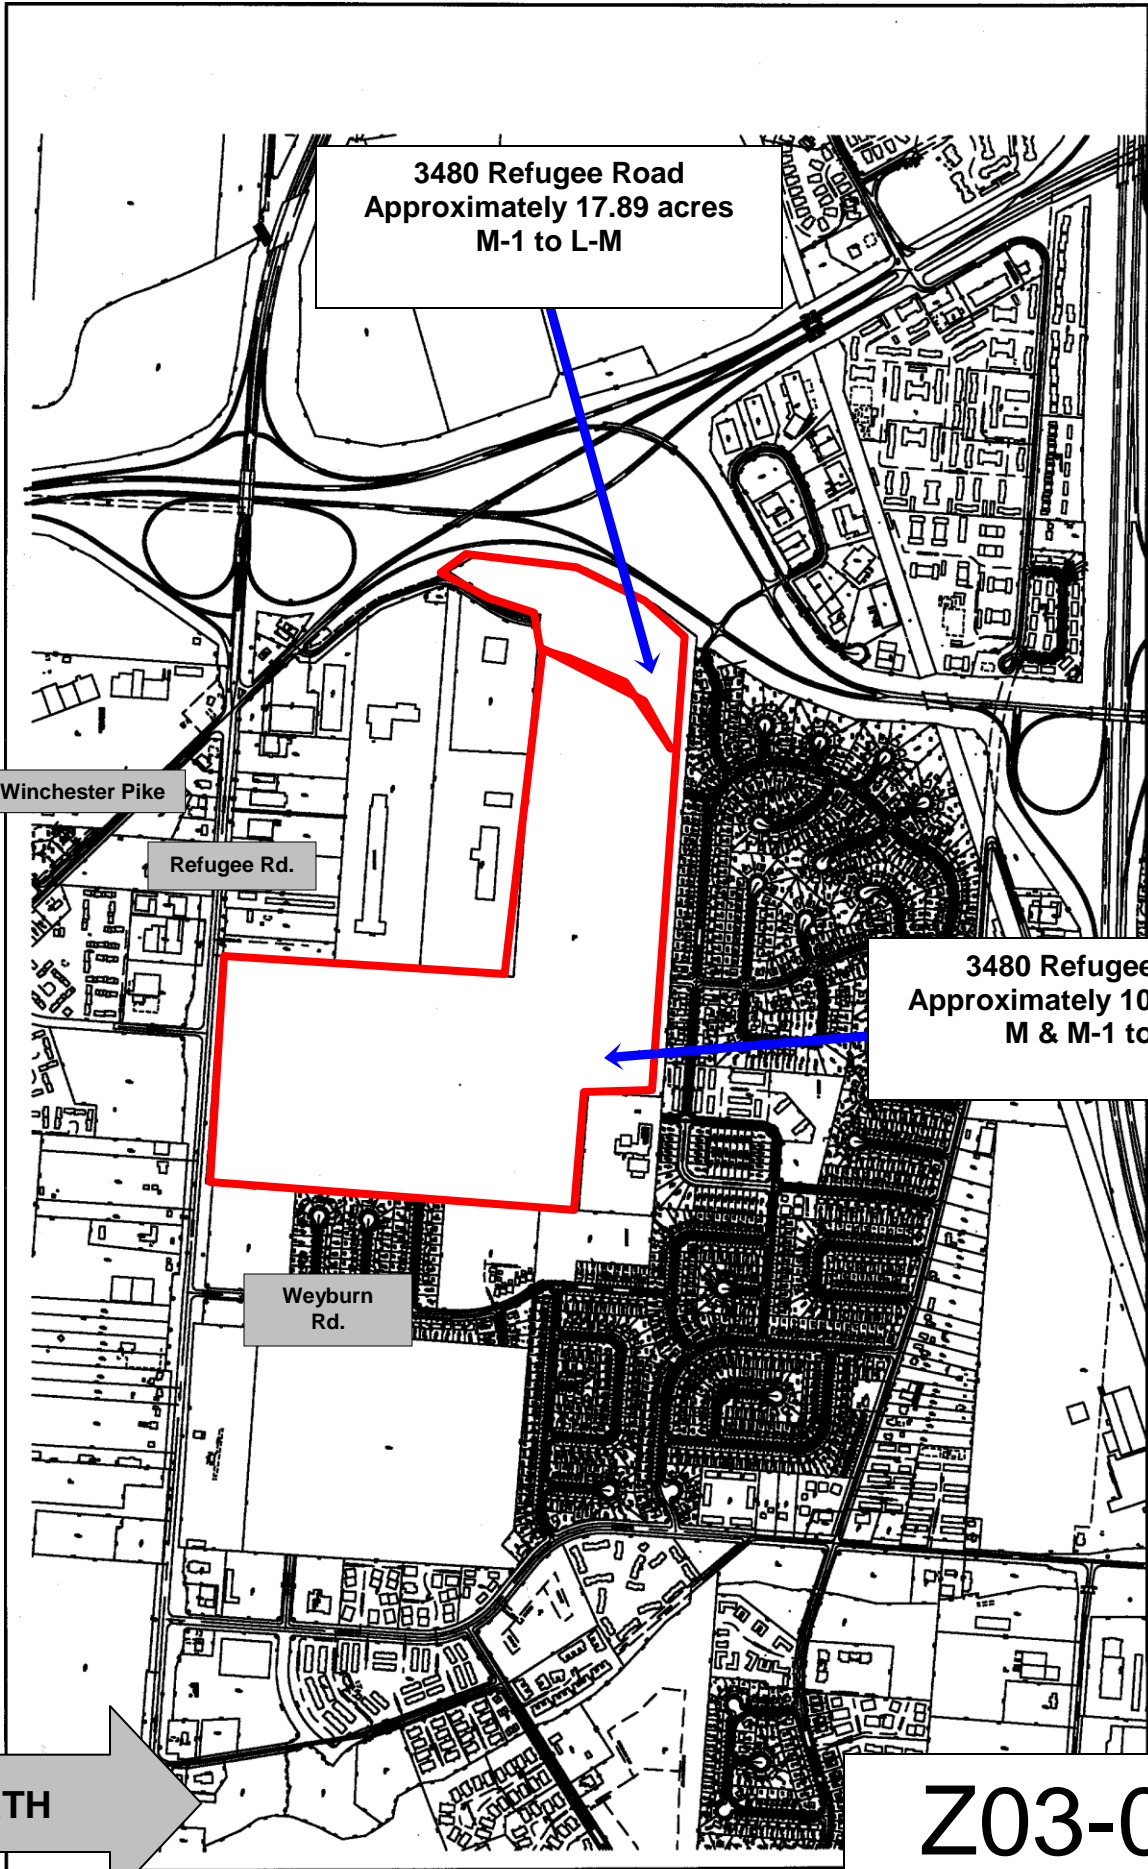 3480 Refugee Road
Approximately 17.89 acres
M-1 to L-M
Winchester Pike
Refugee Rd.
3480 Refugee
Approximately 10
M & M-1 to
Weyburn
Rd.
TH
Z03-0